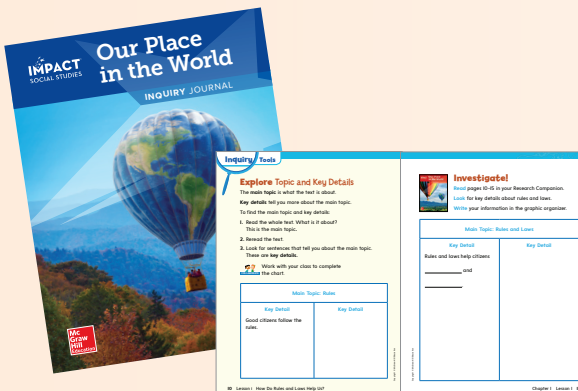 IMPACT
SOCIAL STUDIES
Our Place
in the World
INQUIRY JOURNAL
Mc
Graw
Hill
Education
Inquiry Tools
Explore Topic and Key Details
The main topic is what the text is about.
Key details tell you more about the main topic.
To find the main topic and key details:
1. Read the whole text. What is it about?
This is the main topic.
2. Reread the text.
3. Look for sentences that tell you about the main topic.
These are key details.
Work with your class to complete
the chart.
Main Topic: Rules
Key Detail
Good citizens follow the
rules.
Key Detail
Lesson 1 How Do Rules and Laws Help Us?
Investigate!
Read pages 10–15 in your Research Companion.
Look for key details about rules and laws.
Write your information in the graphic organizer.
Main Topic: Rules and Laws
Key Detail
Rules and laws help citizens
and
Key Detail
Chapter 1 Lesson 1